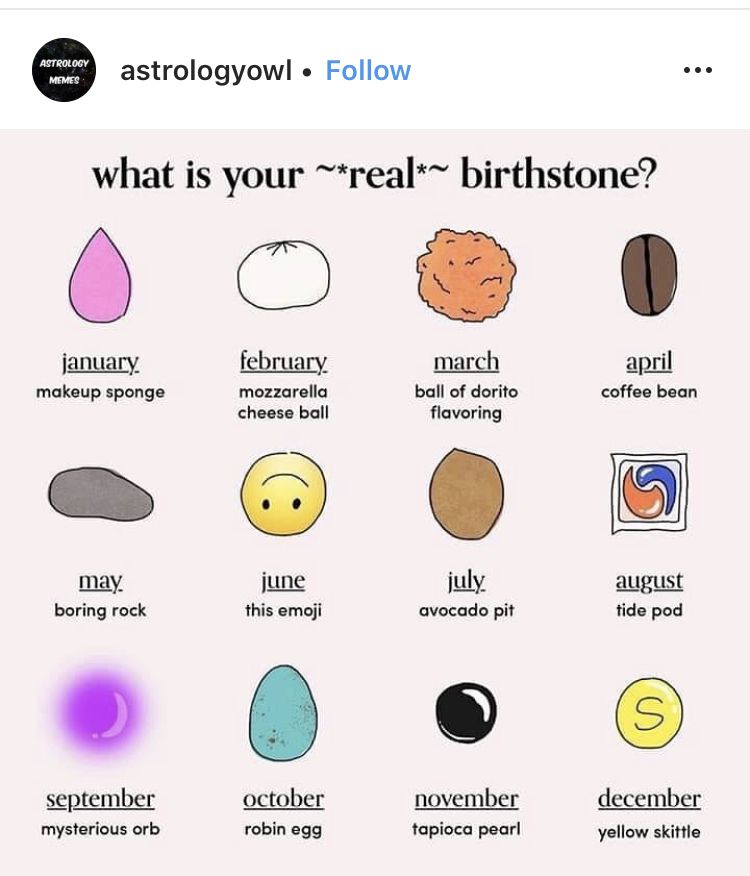 ASTROLOGY
MEMES
astrologyowl • Follow
what is your ~*real*~ birthstone?
january
makeup sponge
february
mozzarella
cheese ball
march
ball of dorito
flavoring
april
coffee bean
may
boring rock
june
this emoji
july
avocado pit
august
tide pod
september
mysterious orb
october
robin egg
november
tapioca pearl
S
december
yellow skittle